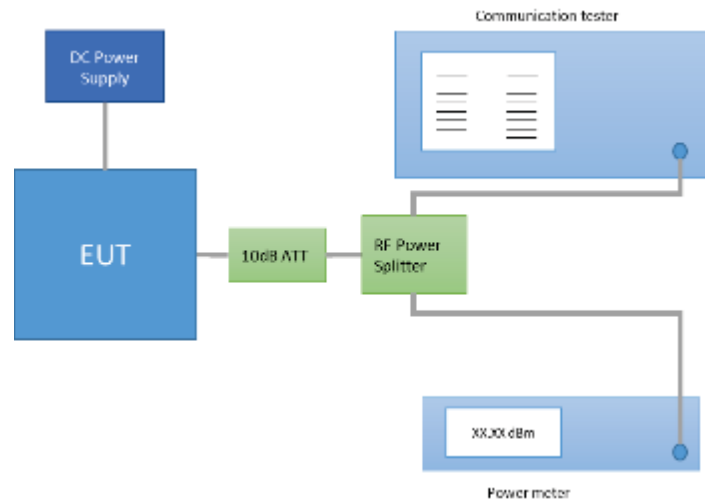 Communication tester
DC Power
Supply
EUT
10dB ATT
RF Power
Splitter
XX.XX dBm
Power meter